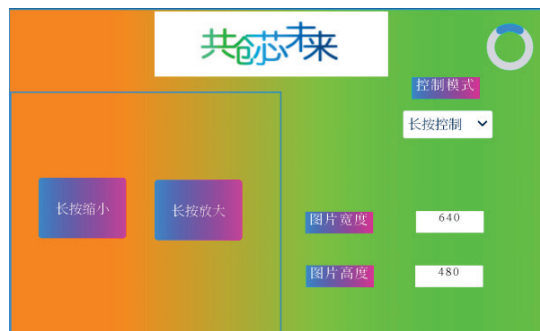 共创芯未来
控制模式
长按控制
长按缩小
长按放大
图片宽度
640
图片高度
480